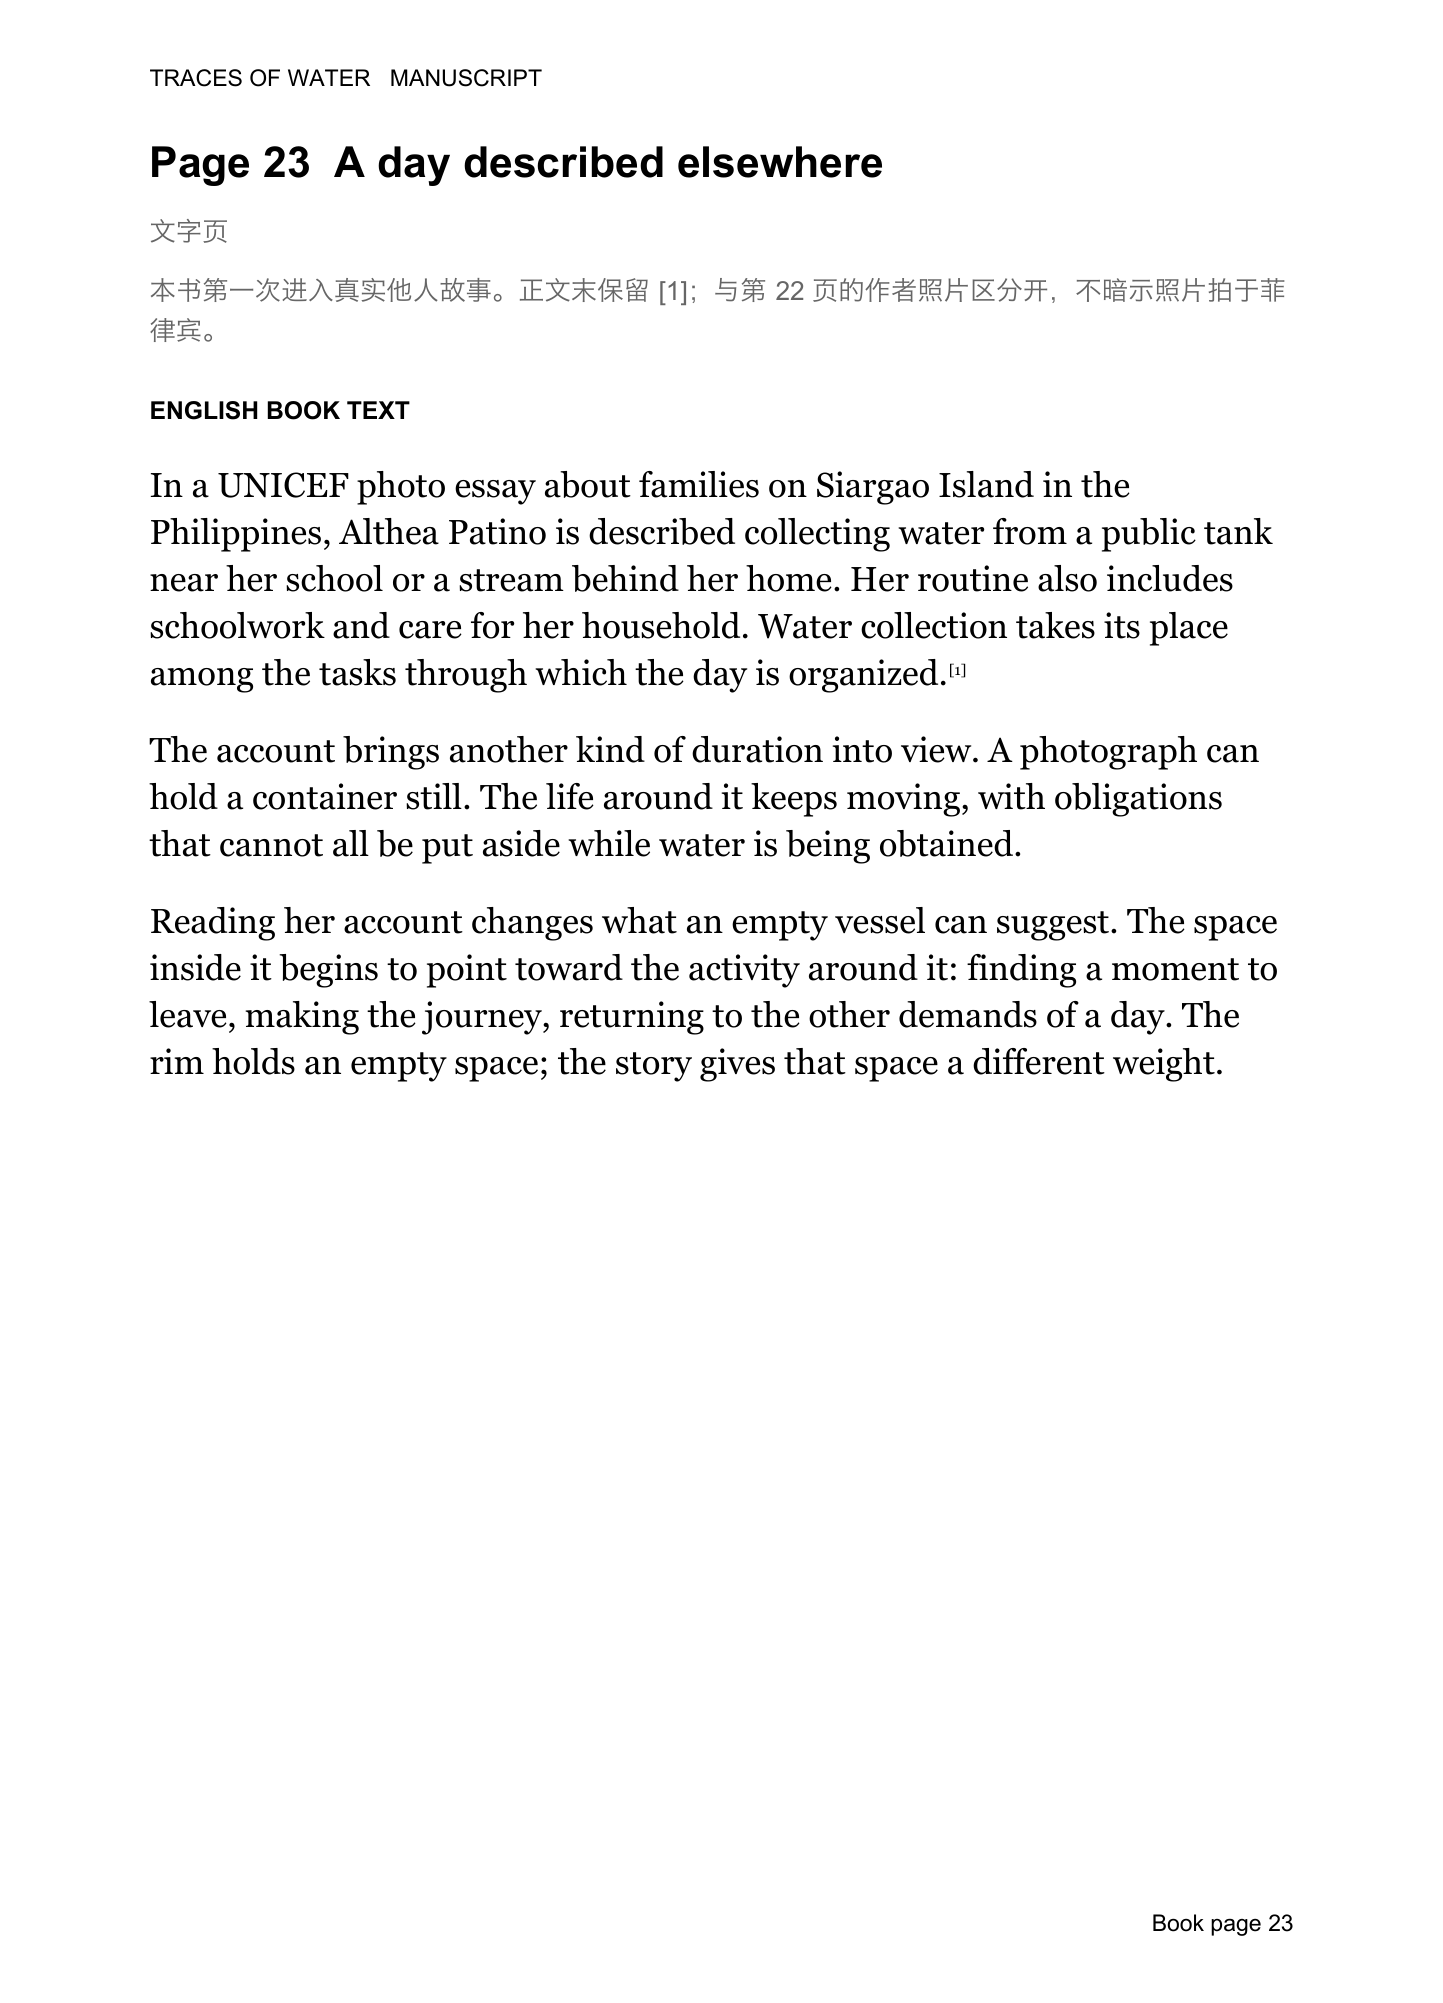 TRACES OF WATER MANUSCRIPT
Page 23 A day described elsewhere
文字页
本书第一次进入真实他人故事。正文末保留 [1]；与第 22 页的作者照片区分开，不暗示照片拍于菲
律宾。
ENGLISH BOOK TEXT
In a UNICEF photo essay about families on Siargao Island in the
Philippines, Althea Patino is described collecting water from a public tank
near her school or a stream behind her home. Her routine also includes
schoolwork and care for her household. Water collection takes its place
among the tasks through which the day is organized.[1]
The account brings another kind of duration into view. A photograph can
hold a container still. The life around it keeps moving, with obligations
that cannot all be put aside while water is being obtained.
Reading her account changes what an empty vessel can suggest. The space
inside it begins to point toward the activity around it: finding a moment to
leave, making the journey, returning to the other demands of a day. The
rim holds an empty space; the story gives that space a different weight.
Book page 23